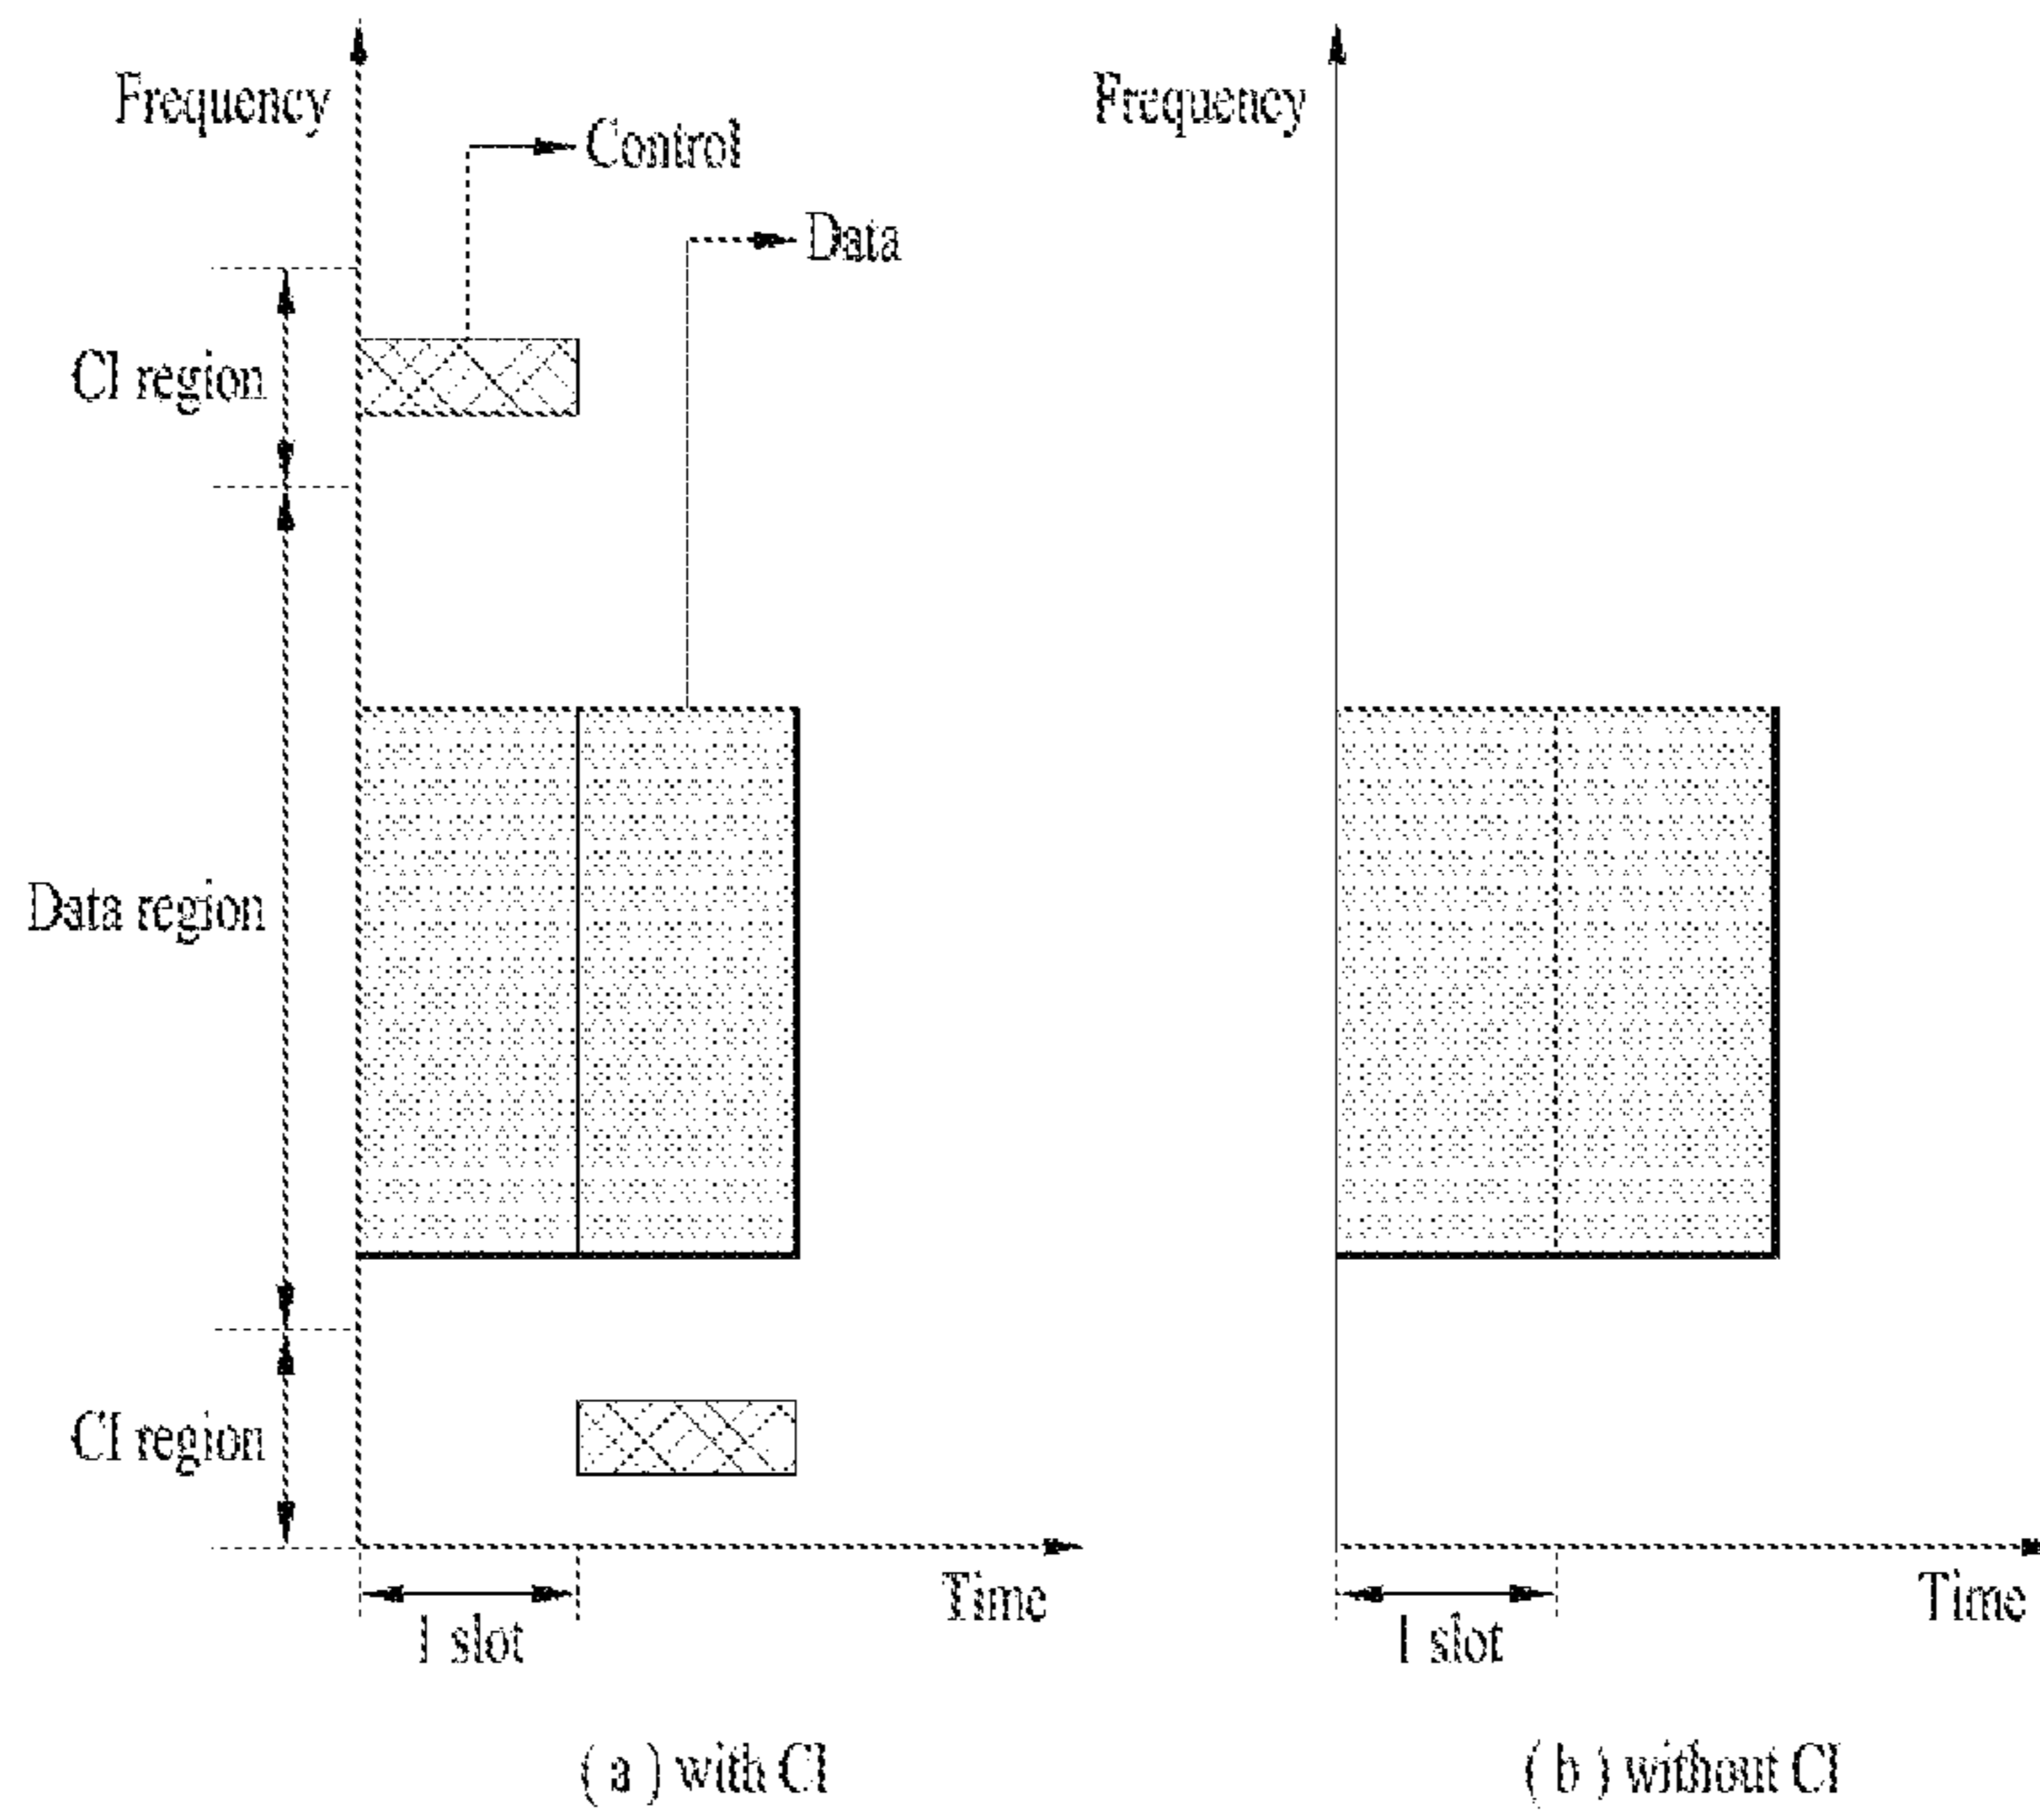 Frequency
Control
Data
CI region
Data region
CI region
Time
1 slot
( a ) with CI
Frequency
Time
1 slot
( b ) without CI